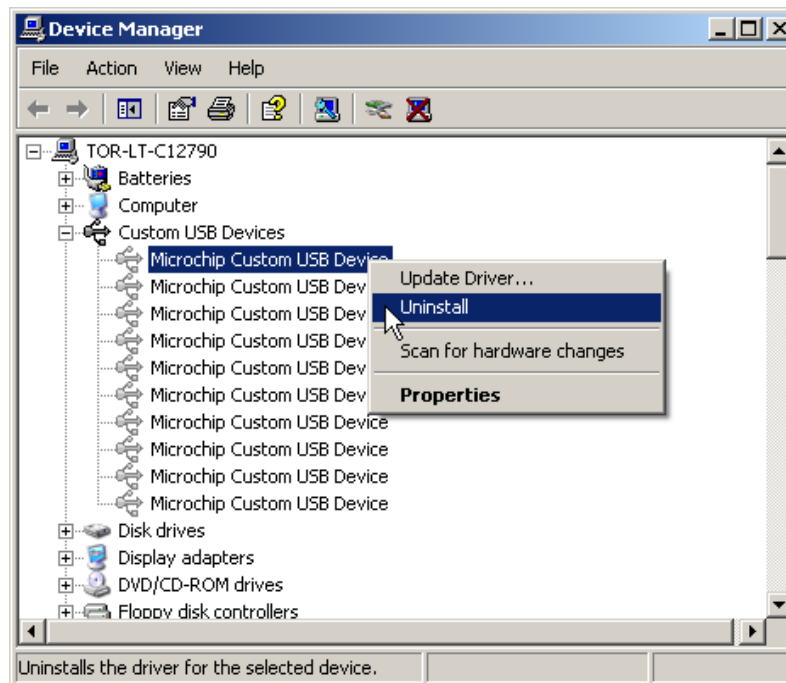 Device Manager
File Action View Help
TOR-LT-C12790
Batteries
Computer
Custom USB Devices
Microchip Custom USB Device
Microchip Custom USB Dev
Microchip Custom USB Dev
Microchip Custom USB Dev
Microchip Custom USB Dev
Microchip Custom USB Dev
Microchip Custom USB Device
Microchip Custom USB Device
Microchip Custom USB Device
Microchip Custom USB Device
Disk drives
Display adapters
DVD/CD-ROM drives
Floppy disk controllers
Update Driver...
Uninstall
Scan for hardware changes
Properties
Uninstalls the driver for the selected device.